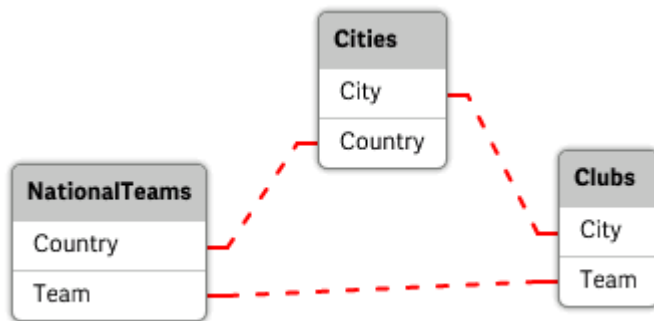 Cities
City
Country
NationalTeams
Country
Team
Clubs
City
Team